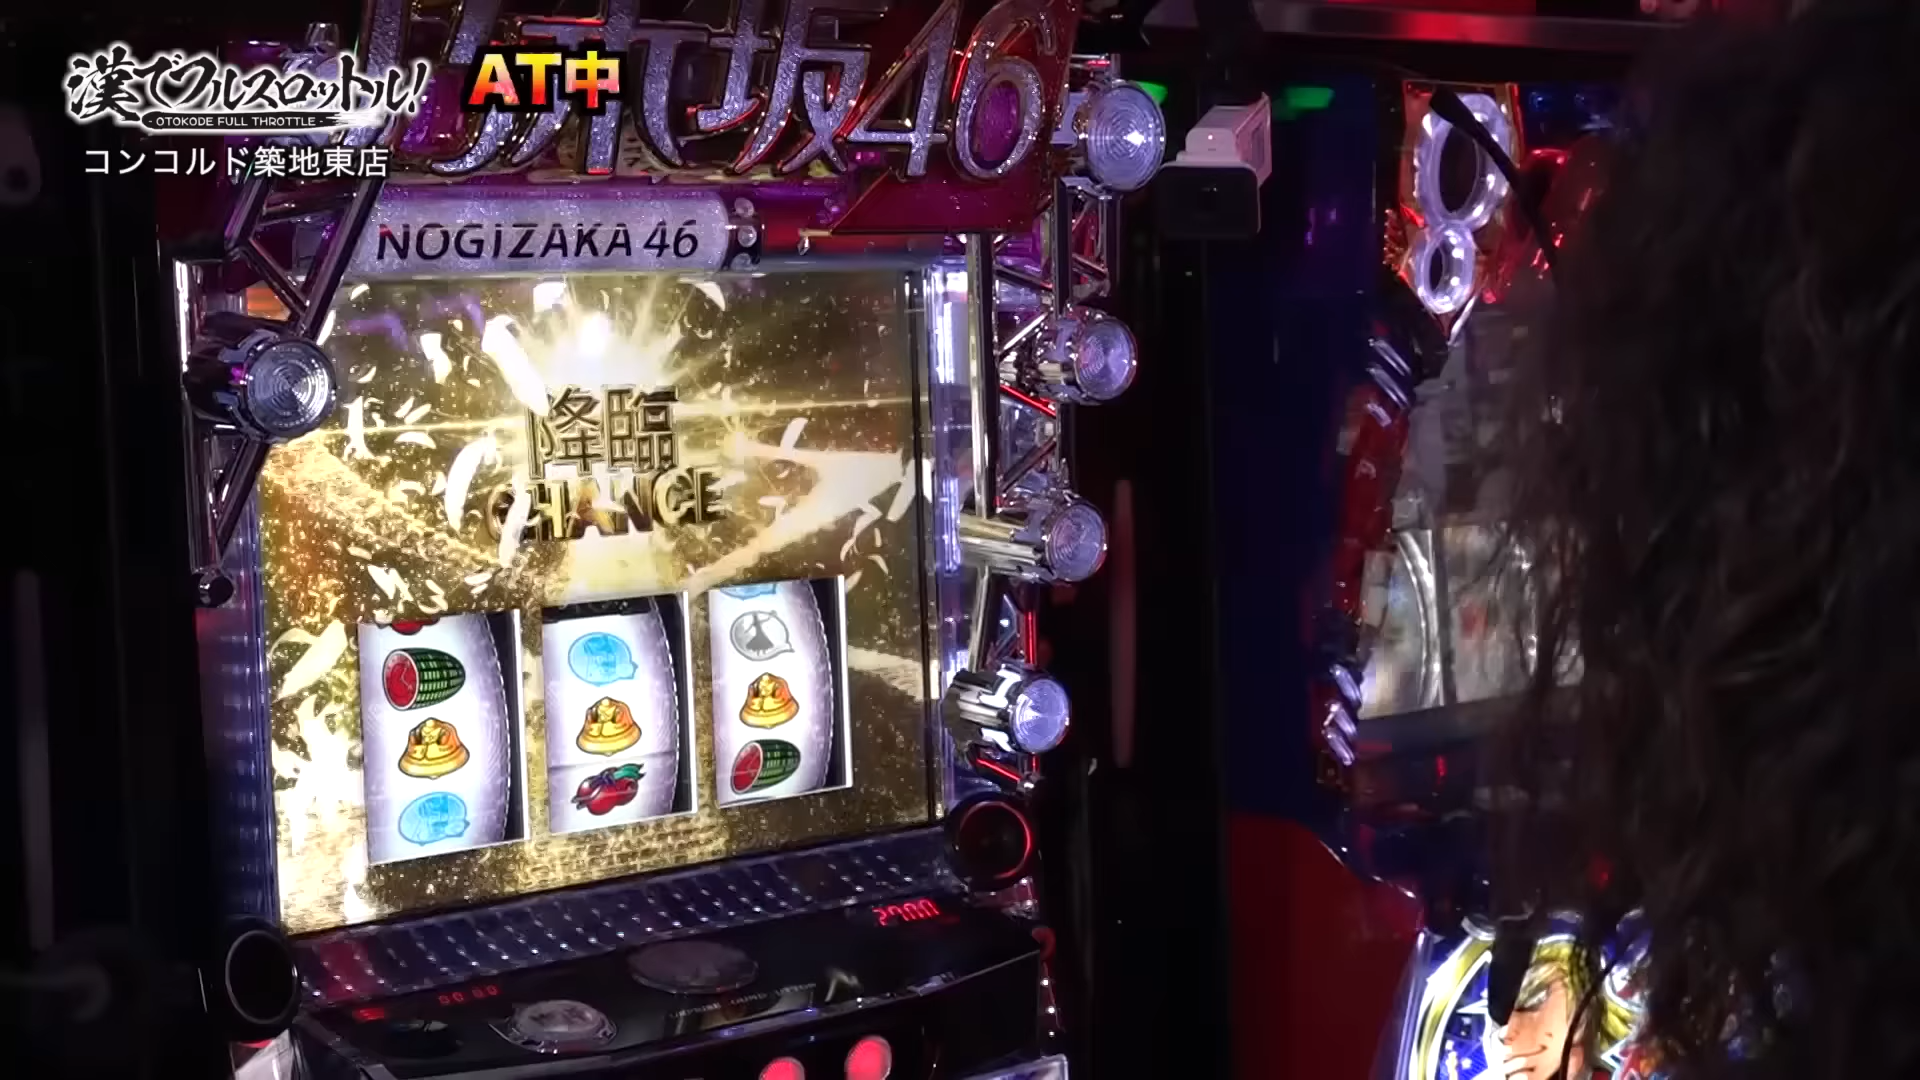 漢でフルスロットル!
- OTOKODE FULL THROTTLE -
AT中
コンコルド築地東店
乃木坂46
NOGIZAKA 46
降臨
CHANCE